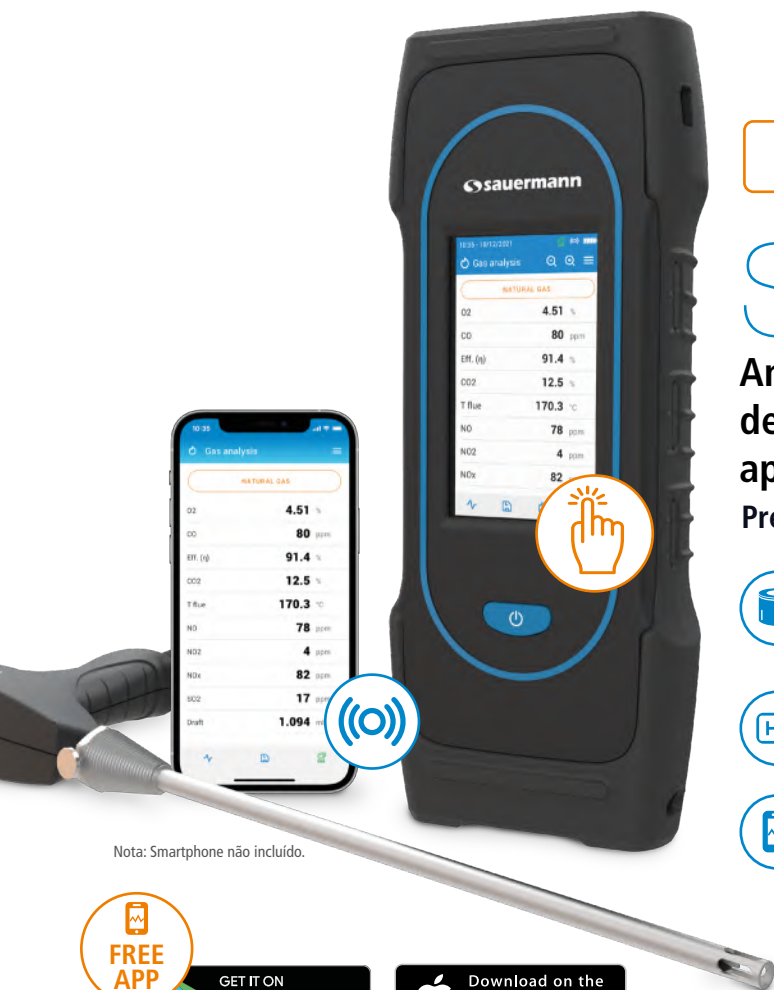 sauermann
10:35 - 10/12/2021
Gas analysis
NATURAL GAS
O2 4.51 %
CO 80 ppm
Eff. (η) 91.4 %
CO2 12.5 %
T flue 170.3 °C
NO 78 ppm
NO2 4 ppm
NOx 82
10:35
Gas analysis
NATURAL GAS
O2 4.51 %
CO 80 ppm
Eff. (η) 91.4 %
CO2 12.5 %
T flue 170.3 °C
NO 78 ppm
NO2 4 ppm
NOx 82 ppm
SO2 17 ppm
Draft 1.094
de
ap
Pre
Nota: Smartphone não incluído.
FREE
APP
GET IT ON
Download on the